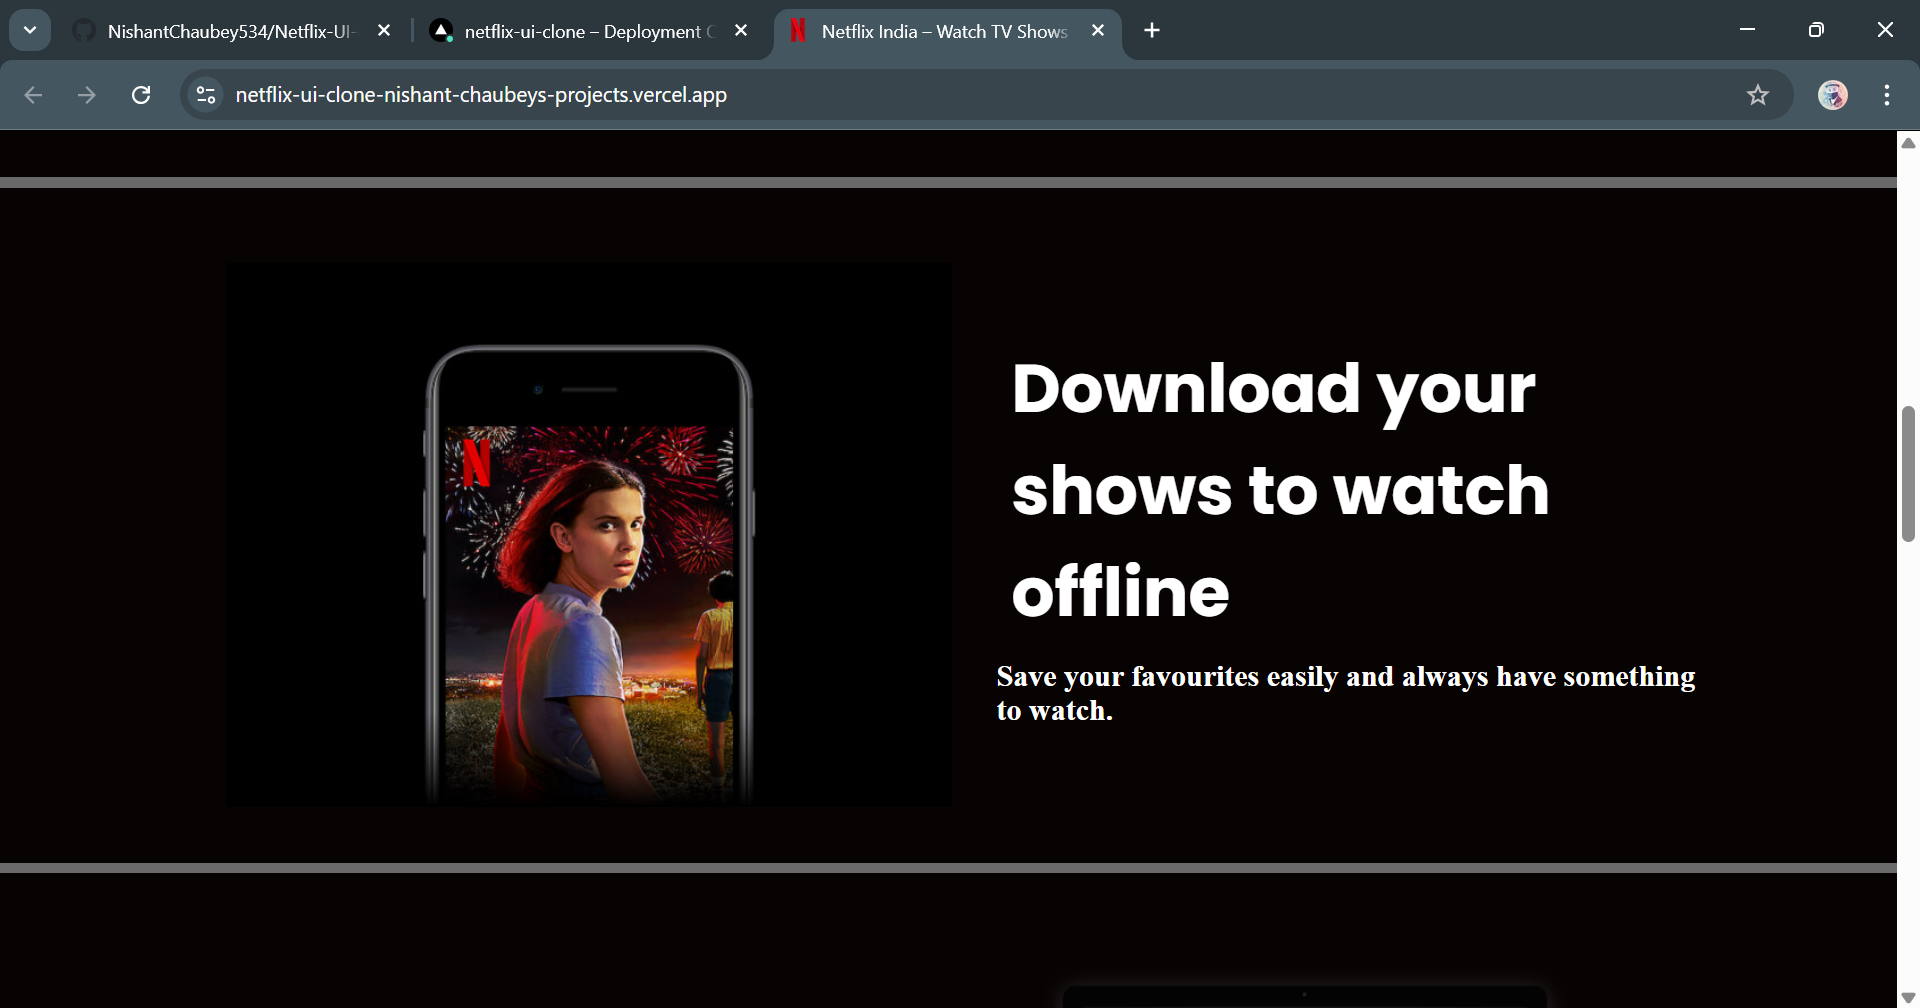 NishantChaubey534/Netflix-UI-
netflix-ui-clone – Deployment
Netflix India – Watch TV Shows
netflix-ui-clone-nishant-chaubeys-projects.vercel.app
N
Download your
shows to watch
offline
Save your favourites easily and always have something
to watch.